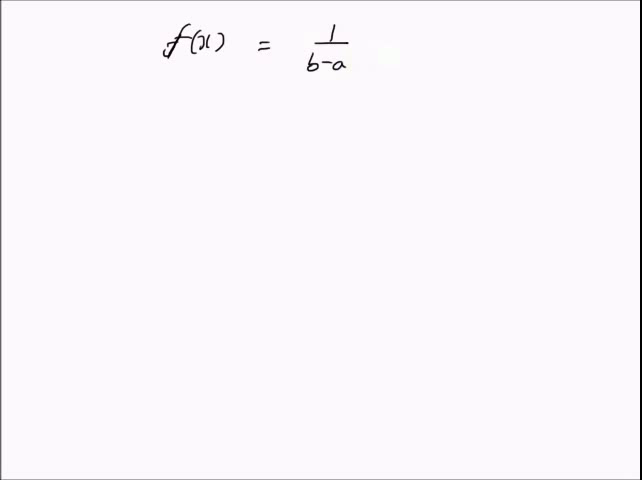 f(x) = 1/(b-a)